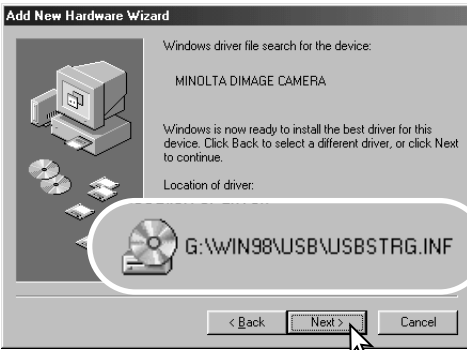 Add New Hardware Wizard
Windows driver file search for the device:
MINOLTA DIMAGE CAMERA
Windows is now ready to install the best driver for this
device. Click Back to select a different driver, or click Next
to continue.
Location of driver:
G:\WIN98\USB\USBSTRG.INF
< Back
Next >
Cancel